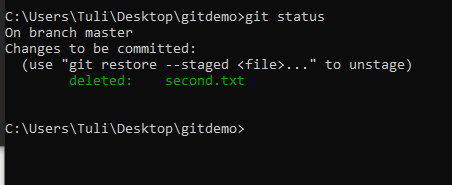 C:\Users\Tuli\Desktop\gitdemo>git status
On branch master
Changes to be committed:
  (use "git restore --staged <file>..." to unstage)
        deleted:    second.txt

C:\Users\Tuli\Desktop\gitdemo>